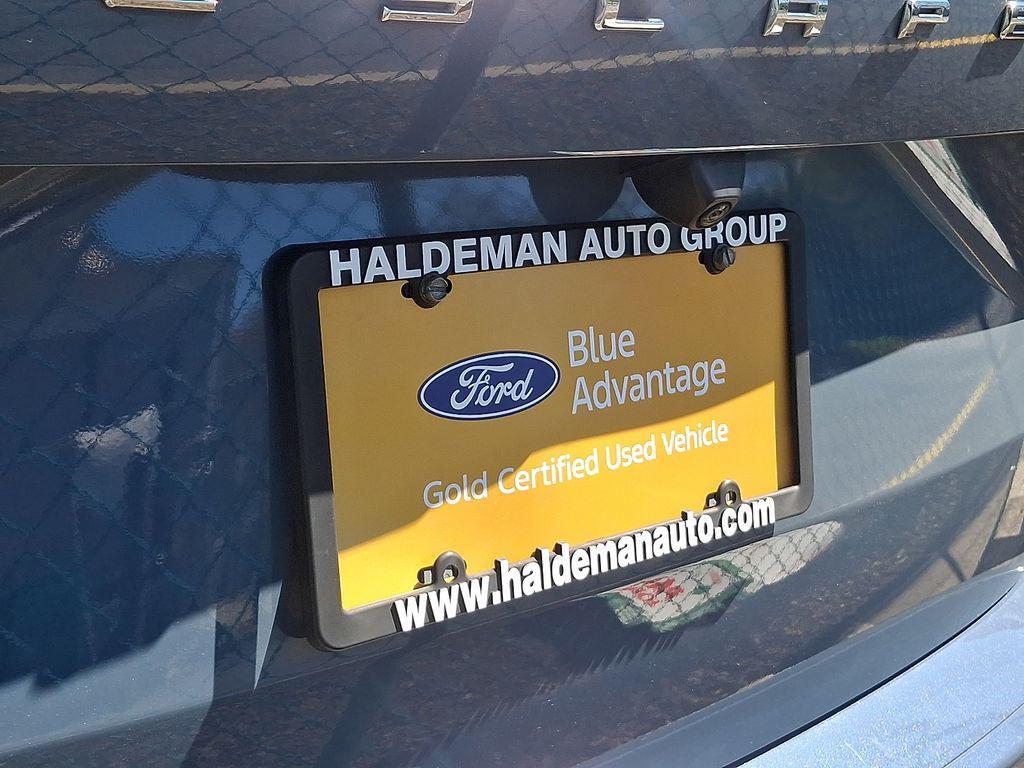 HALDEMAN AUTO GROUP
Ford
Blue
Advantage
Gold Certified Used Vehicle
www.haldemanauto.com